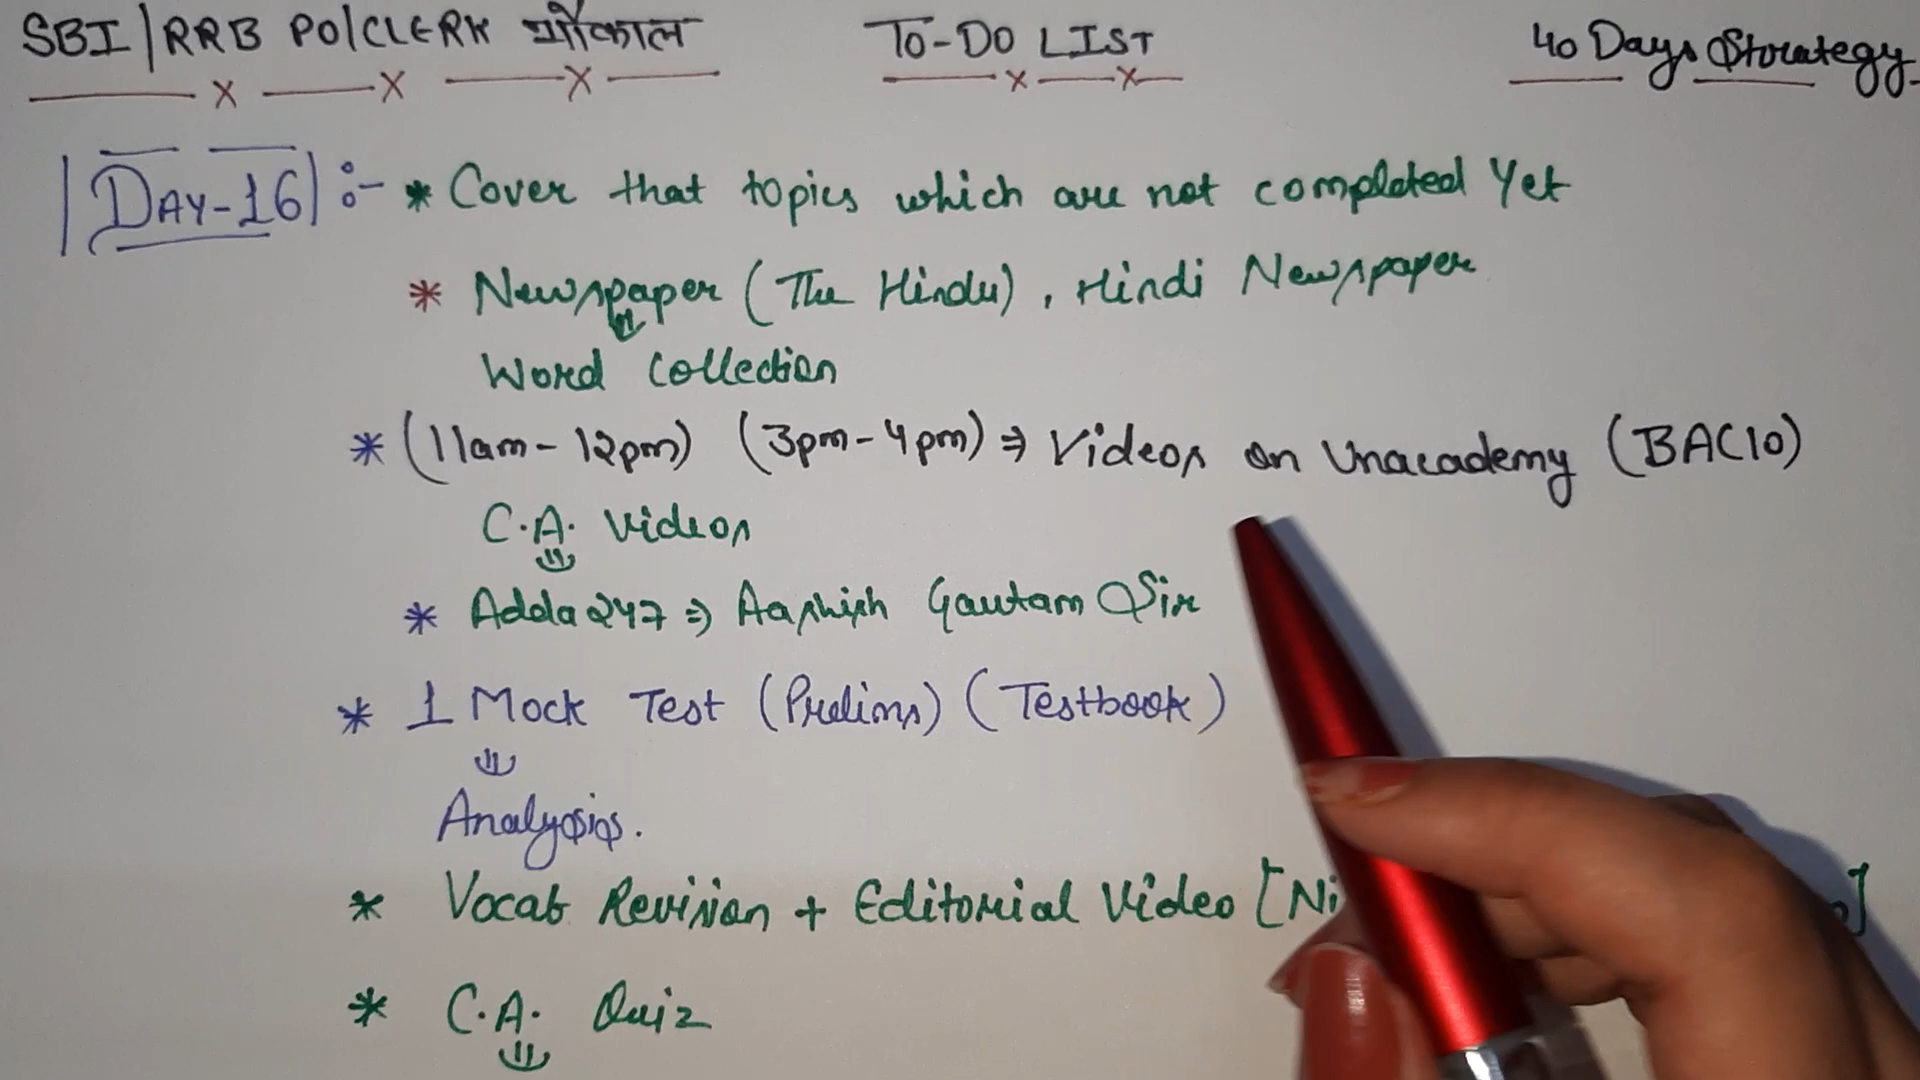 SBI/RRB PO/CLERK भौकाल TO-DO LIST 40 Days Strategy
DAY-16 :- * Cover that topics which are not completed Yet
* Newspaper (The Hindu), Hindi Newspaper
Word Collection
* (11am-12pm) (3pm-4pm) ⇒ Videos on Unacademy (BAC10)
C.A. Videos
* Adda247 ⇒ Aashish Gautam Sir
* 1 Mock Test (Prelims) (Testbook)
Analysis.
* Vocab Revision + Editorial Video [
* C.A. Quiz